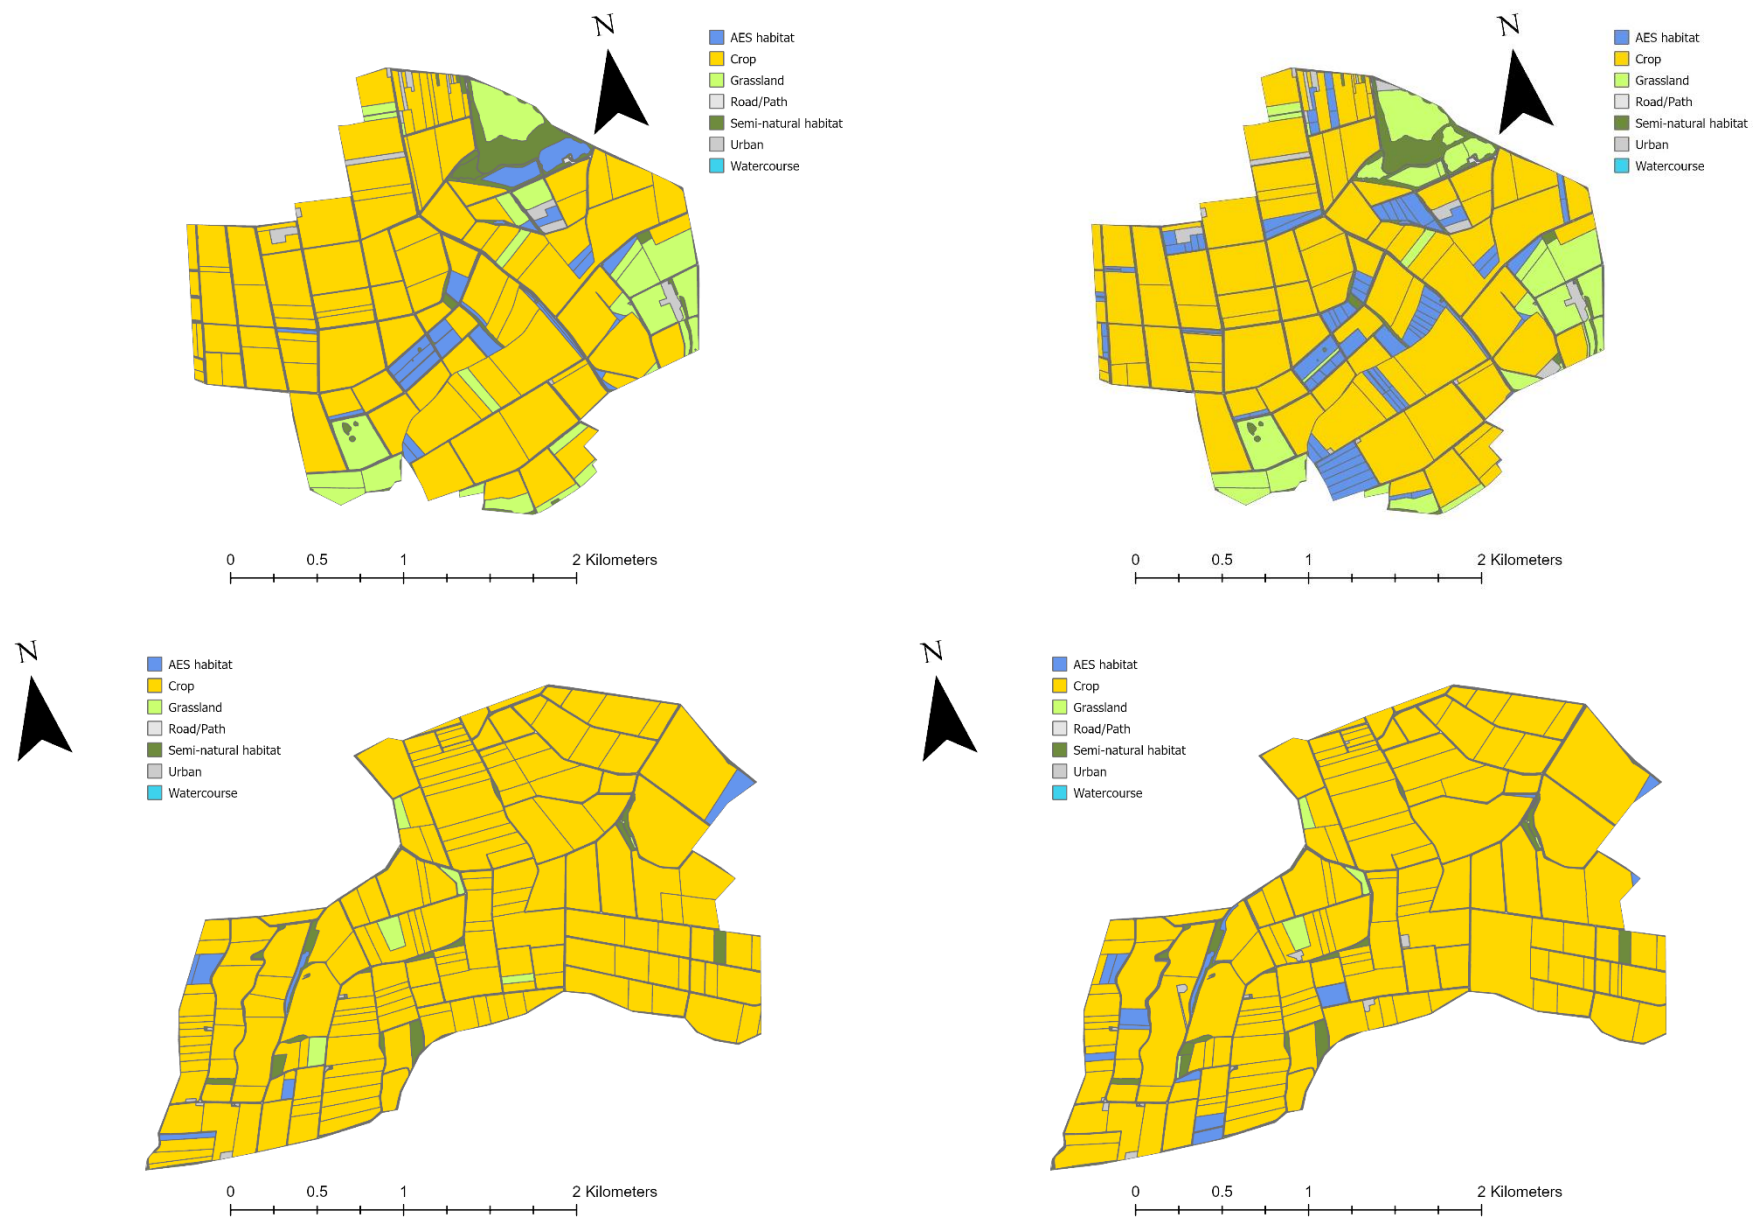 N
AES habitat
Crop
Grassland
Road/Path
Semi-natural habitat
Urban
Watercourse
0 0.5 1 2 Kilometers
N
AES habitat
Crop
Grassland
Road/Path
Semi-natural habitat
Urban
Watercourse
0 0.5 1 2 Kilometers
N
AES habitat
Crop
Grassland
Road/Path
Semi-natural habitat
Urban
Watercourse
0 0.5 1 2 Kilometers
N
AES habitat
Crop
Grassland
Road/Path
Semi-natural habitat
Urban
Watercourse
0 0.5 1 2 Kilometers